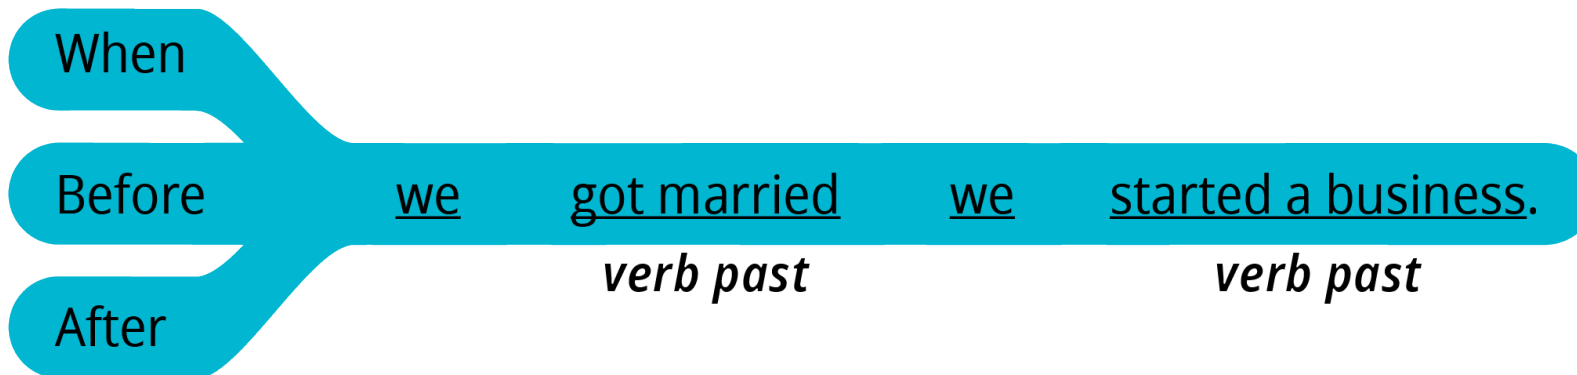 When
Before we got married we started a business.
verb past verb past
After